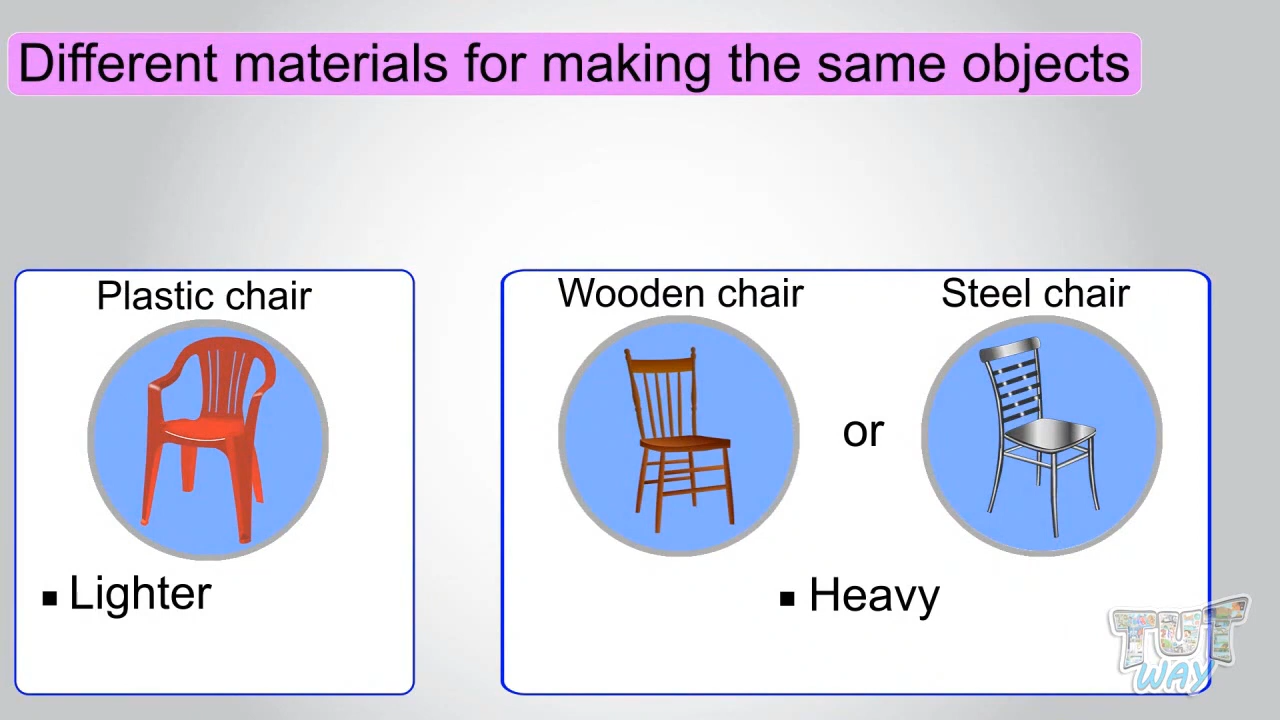 Different materials for making the same objects
Plastic chair
Wooden chair
Steel chair
or
▪ Lighter
▪ Heavy
TUT
WAY